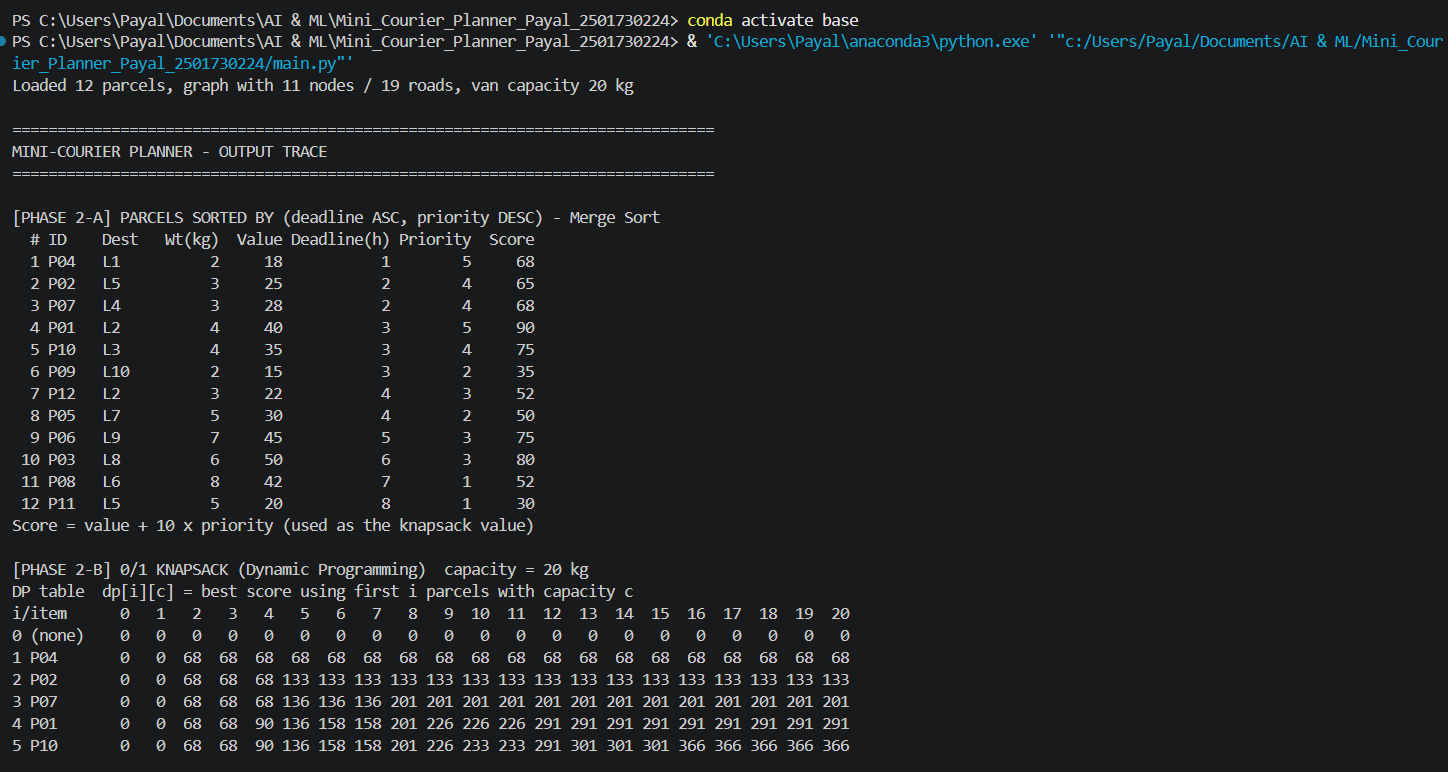 PS C:\Users\Payal\Documents\AI & ML\Mini_Courier_Planner_Payal_2501730224> conda activate base
PS C:\Users\Payal\Documents\AI & ML\Mini_Courier_Planner_Payal_2501730224> & 'C:\Users\Payal\anaconda3\python.exe' '"c:/Users/Payal/Documents/AI & ML/Mini_Cour
ier_Planner_Payal_2501730224/main.py"'
Loaded 12 parcels, graph with 11 nodes / 19 roads, van capacity 20 kg

==============================================================================
MINI-COURIER PLANNER - OUTPUT TRACE
==============================================================================

[PHASE 2-A] PARCELS SORTED BY (deadline ASC, priority DESC) - Merge Sort
  # ID    Dest   Wt(kg)  Value Deadline(h) Priority  Score
  1 P04   L1          2     18           1        5     68
  2 P02   L5          3     25           2        4     65
  3 P07   L4          3     28           2        4     68
  4 P01   L2          4     40           3        5     90
  5 P10   L3          4     35           3        4     75
  6 P09   L10         2     15           3        2     35
  7 P12   L2          3     22           4        3     52
  8 P05   L7          5     30           4        2     50
  9 P06   L9          7     45           5        3     75
 10 P03   L8          6     50           6        3     80
 11 P08   L6          8     42           7        1     52
 12 P11   L5          5     20           8        1     30
Score = value + 10 x priority (used as the knapsack value)

[PHASE 2-B] 0/1 KNAPSACK (Dynamic Programming)  capacity = 20 kg
DP table  dp[i][c] = best score using first i parcels with capacity c
i/item      0   1   2   3   4   5   6   7   8   9  10  11  12  13  14  15  16  17  18  19  20
0 (none)    0   0   0   0   0   0   0   0   0   0   0   0   0   0   0   0   0   0   0   0   0
1 P04       0   0  68  68  68  68  68  68  68  68  68  68  68  68  68  68  68  68  68  68  68
2 P02       0   0  68  68  68 133 133 133 133 133 133 133 133 133 133 133 133 133 133 133 133
3 P07       0   0  68  68  68 136 136 136 201 201 201 201 201 201 201 201 201 201 201 201 201
4 P01       0   0  68  68  90 136 158 158 201 226 226 226 291 291 291 291 291 291 291 291 291
5 P10       0   0  68  68  90 136 158 158 201 226 233 233 291 301 301 301 366 366 366 366 366